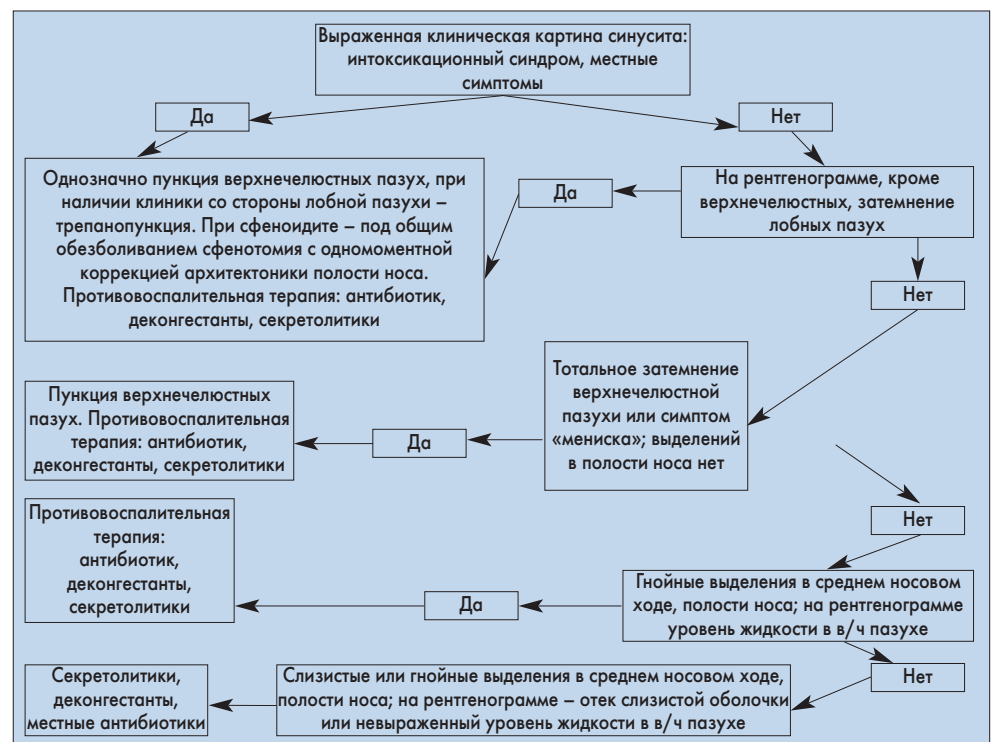 Выраженная клиническая картина синусита:
интоксикационный синдром, местные
симптомы
Да
Нет
Однозначно пункция верхнечелюстных пазух, при
наличии клиники со стороны лобной пазухи –
трепанопункция. При сфеноидите – под общим
обезболиванием сфенотомия с одномоментной
коррекцией архитектоники полости носа.
Противовоспалительная терапия: антибиотик,
деконгестанты, секретолитики
Да
На рентгенограмме, кроме
верхнечелюстных, затемнение
лобных пазух
Нет
Тотальное затемнение
верхнечелюстной
пазухи или симптом
«мениска»; выделений
в полости носа нет
Да
Пункция верхнечелюстных
пазух. Противовоспалительная
терапия: антибиотик,
деконгестанты, секретолитики
Нет
Гнойные выделения в среднем носовом
ходе, полости носа; на рентгенограмме
уровень жидкости в в/ч пазухе
Да
Противовоспалительная
терапия:
антибиотик,
деконгестанты,
секретолитики
Нет
Слизистые или гнойные выделения в среднем носовом ходе,
полости носа; на рентгенограмме – отек слизистой оболочки
или невыраженный уровень жидкости в в/ч пазухе
Секретолитики,
деконгестанты,
местные антибиотики